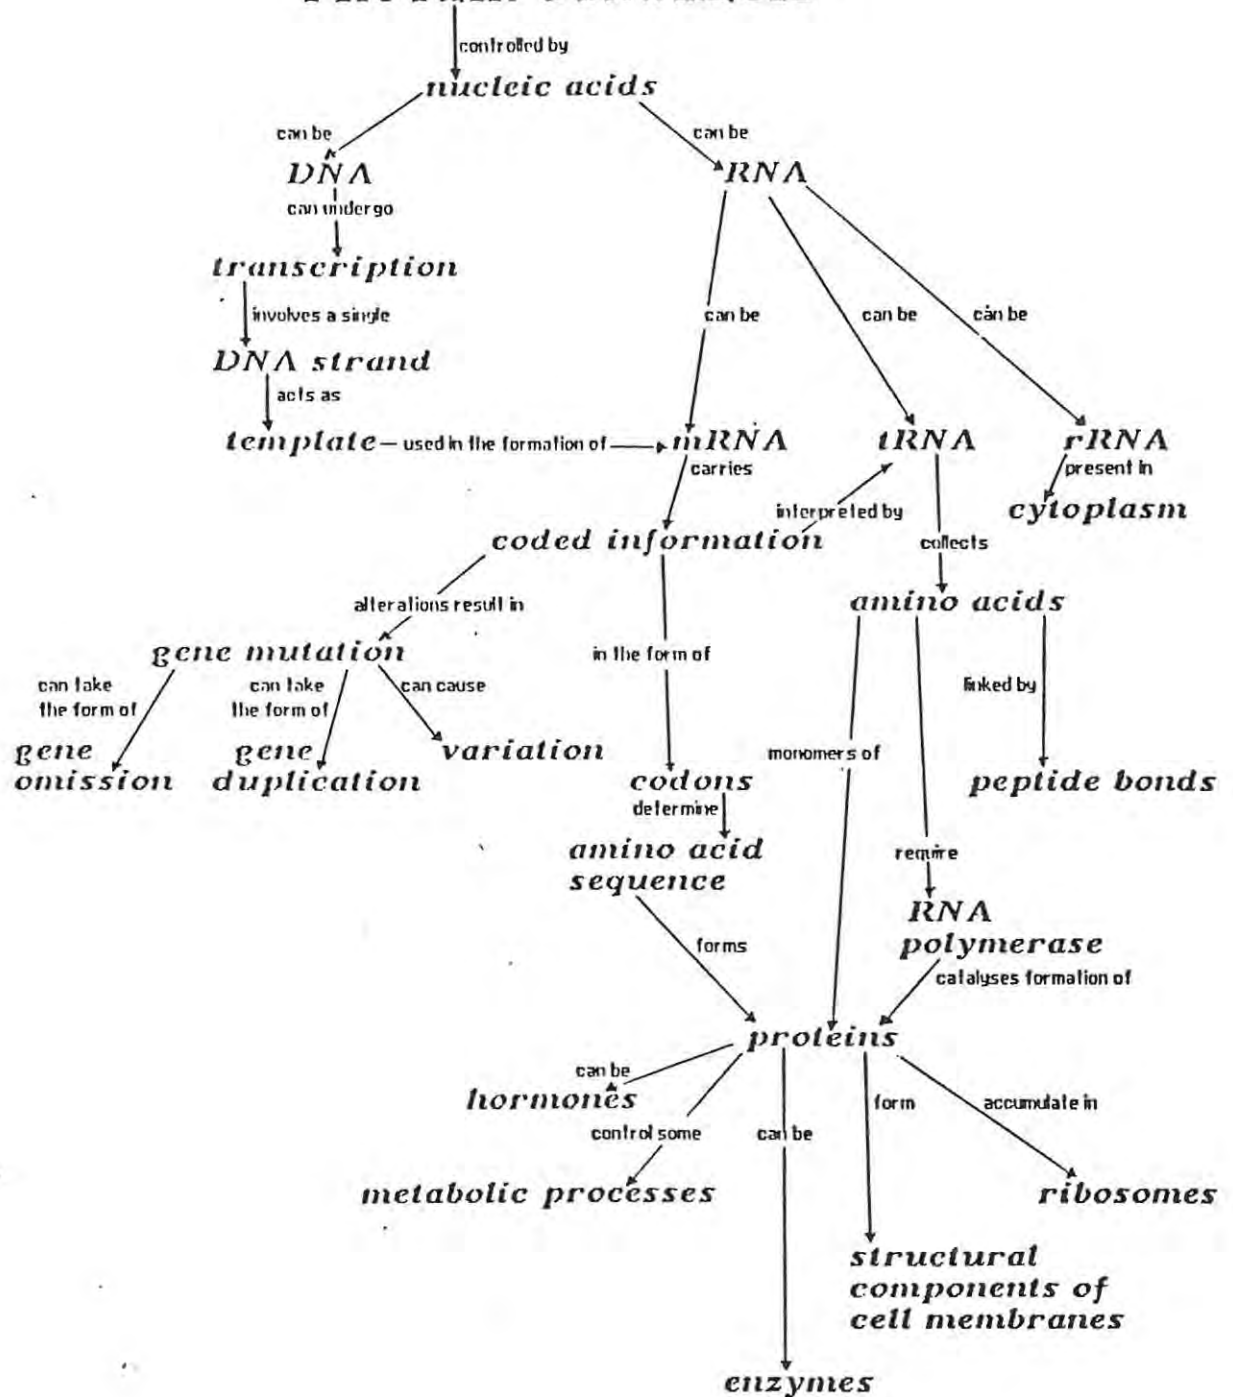 controlled by
nucleic acids
can be
can be
DNA
RNA
can undergo
transcription
involves a single
can be
can be
can be
DNA strand
acts as
template
used in the formation of
mRNA
tRNA
rRNA
carries
present in
cytoplasm
interpreted by
coded information
collects
alterations result in
amino acids
gene mutation
in the form of
can take
the form of
can take
the form of
can cause
linked by
gene
omission
gene
duplication
variation
monomers of
codons
peptide bonds
determine
amino acid
sequence
require
RNA
polymerase
forms
catalyses formation of
proteins
can be
hormones
form
accumulate in
control some
can be
metabolic processes
ribosomes
structural
components of
cell membranes
enzymes